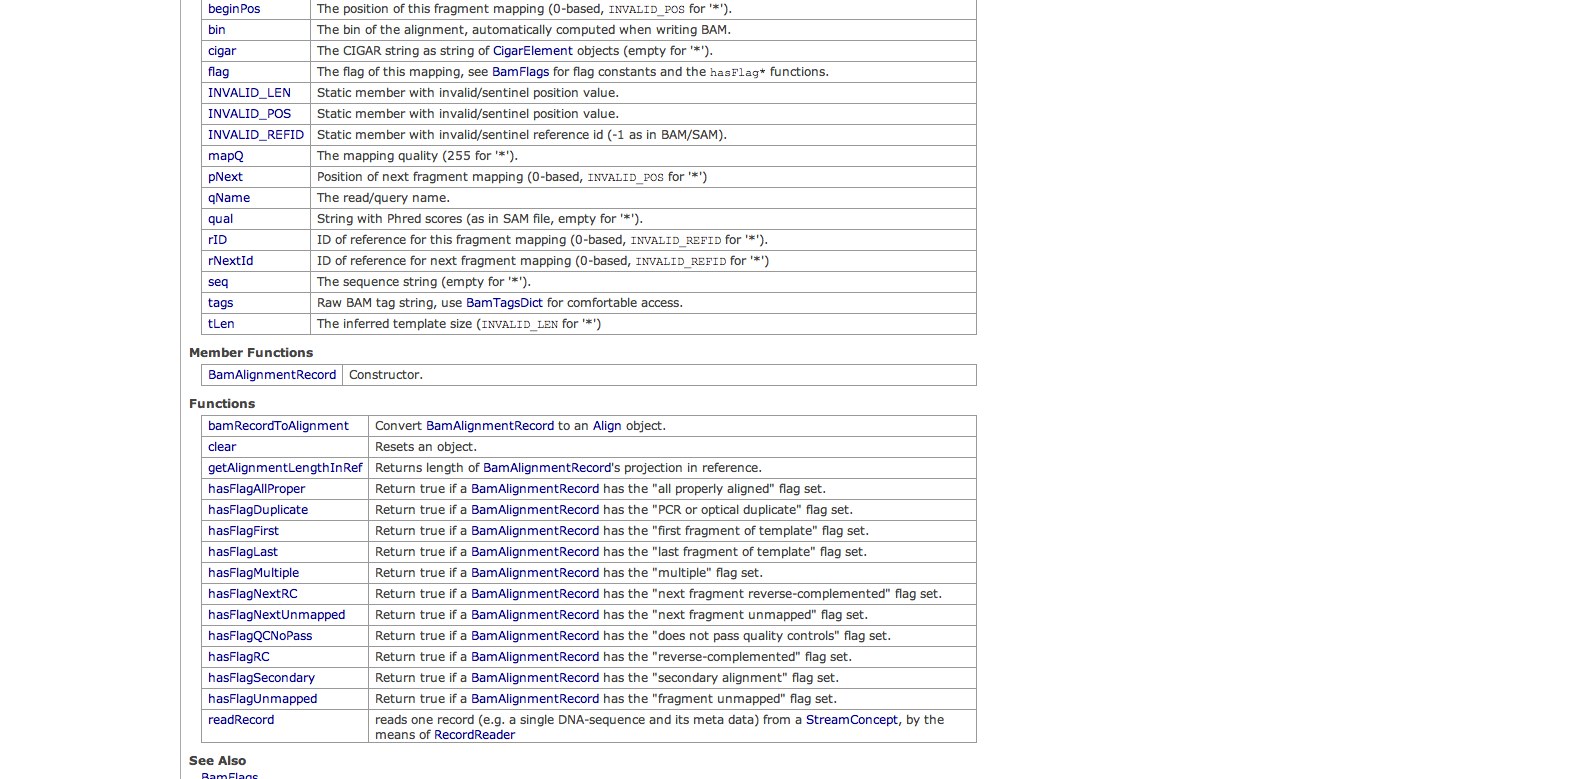 beginPos The position of this fragment mapping (0-based, INVALID_POS for '*').
bin The bin of the alignment, automatically computed when writing BAM.
cigar The CIGAR string as string of CigarElement objects (empty for '*').
flag The flag of this mapping, see BamFlags for flag constants and the hasFlag* functions.
INVALID_LEN Static member with invalid/sentinel position value.
INVALID_POS Static member with invalid/sentinel position value.
INVALID_REFID Static member with invalid/sentinel reference id (-1 as in BAM/SAM).
mapQ The mapping quality (255 for '*').
pNext Position of next fragment mapping (0-based, INVALID_POS for '*')
qName The read/query name.
qual String with Phred scores (as in SAM file, empty for '*').
rID ID of reference for this fragment mapping (0-based, INVALID_REFID for '*').
rNextId ID of reference for next fragment mapping (0-based, INVALID_REFID for '*')
seq The sequence string (empty for '*').
tags Raw BAM tag string, use BamTagsDict for comfortable access.
tLen The inferred template size (INVALID_LEN for '*')
Member Functions
BamAlignmentRecord Constructor.
Functions
bamRecordToAlignment Convert BamAlignmentRecord to an Align object.
clear Resets an object.
getAlignmentLengthInRef Returns length of BamAlignmentRecord's projection in reference.
hasFlagAllProper Return true if a BamAlignmentRecord has the "all properly aligned" flag set.
hasFlagDuplicate Return true if a BamAlignmentRecord has the "PCR or optical duplicate" flag set.
hasFlagFirst Return true if a BamAlignmentRecord has the "first fragment of template" flag set.
hasFlagLast Return true if a BamAlignmentRecord has the "last fragment of template" flag set.
hasFlagMultiple Return true if a BamAlignmentRecord has the "multiple" flag set.
hasFlagNextRC Return true if a BamAlignmentRecord has the "next fragment reverse-complemented" flag set.
hasFlagNextUnmapped Return true if a BamAlignmentRecord has the "next fragment unmapped" flag set.
hasFlagQCNoPass Return true if a BamAlignmentRecord has the "does not pass quality controls" flag set.
hasFlagRC Return true if a BamAlignmentRecord has the "reverse-complemented" flag set.
hasFlagSecondary Return true if a BamAlignmentRecord has the "secondary alignment" flag set.
hasFlagUnmapped Return true if a BamAlignmentRecord has the "fragment unmapped" flag set.
readRecord reads one record (e.g. a single DNA-sequence and its meta data) from a StreamConcept, by the
means of RecordReader
See Also
BamFlags